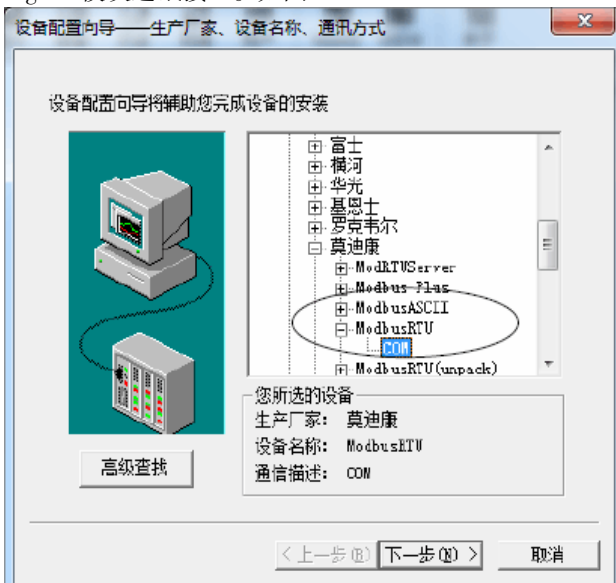 设备配置向导——生产厂家、设备名称、通讯方式
设备配置向导将辅助您完成设备的安装
富士
横河
华光
基恩士
罗克韦尔
莫迪康
ModRTUServer
Modbus Plus
ModbusASCII
ModbusRTU
COM
ModbusRTU(unpack)
您所选的设备
生产厂家： 莫迪康
设备名称： ModbusRTU
通信描述： COM
高级查找
< 上一步(B) 下一步(N) > 取消